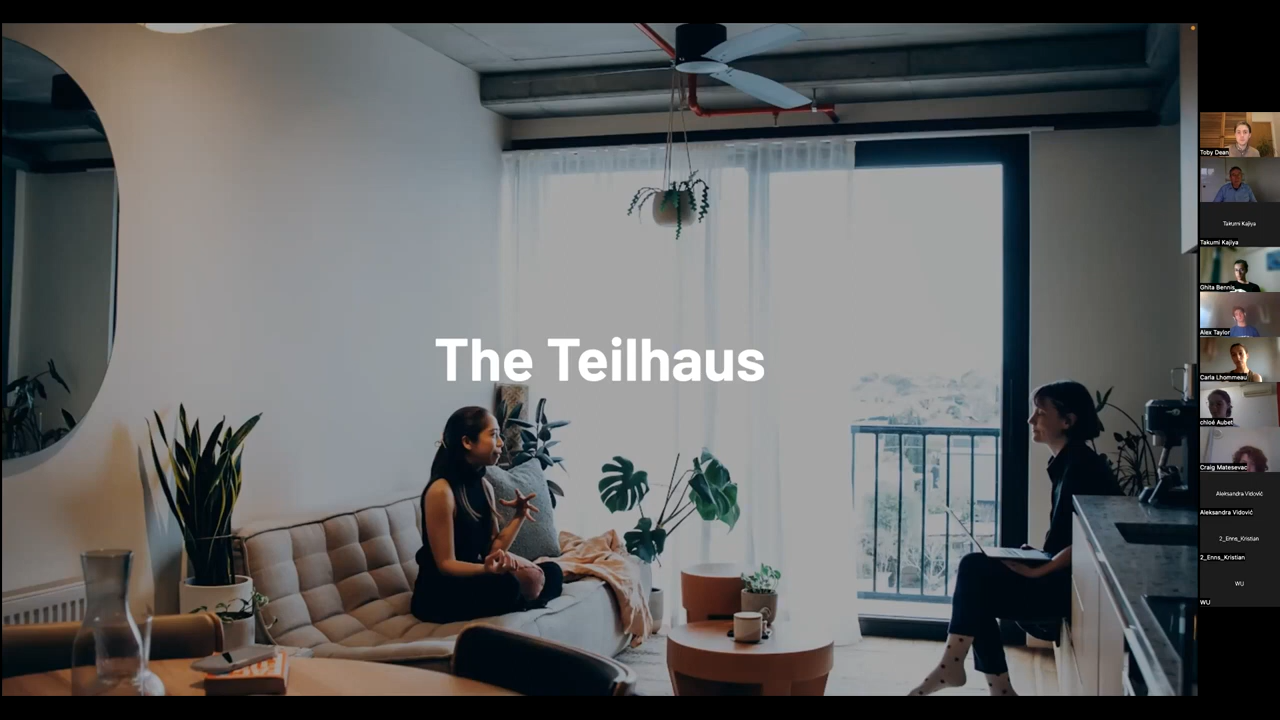 The Teilhaus
Toby Dean
Takumi Kajiya
Takumi Kajiya
Ghita Bennis
Alex Taylor
Carla Lhommeau
chloé Aubet
Craig Matesevac
Aleksandra Vidović
Aleksandra Vidović
2_Enns_Kristian
2_Enns_Kristian
WU
WU